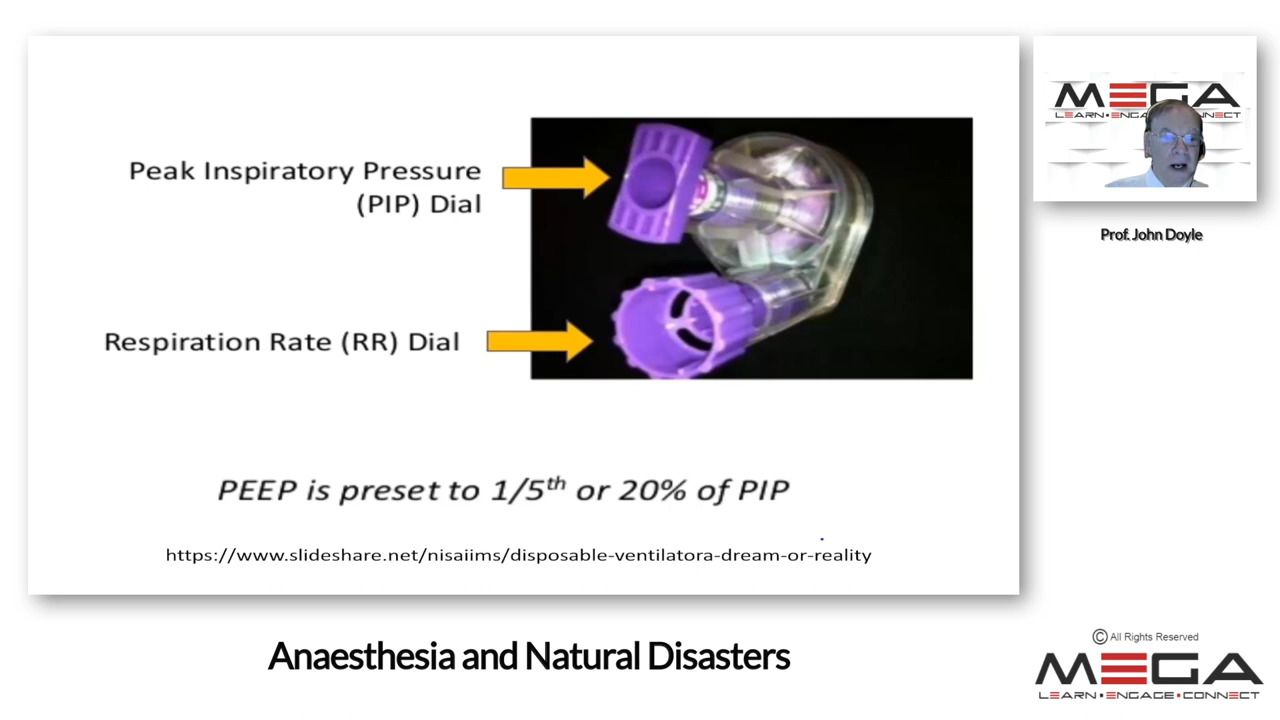 Peak Inspiratory Pressure
(PIP) Dial
Respiration Rate (RR) Dial
PEEP is preset to 1/5th or 20% of PIP
https://www.slideshare.net/nisaiims/disposable-ventilatora-dream-or-reality
MEGA
LEARN•ENGAGE•CONNECT
Prof. John Doyle
Anaesthesia and Natural Disasters
© All Rights Reserved
MEGA
LEARN•ENGAGE•CONNECT